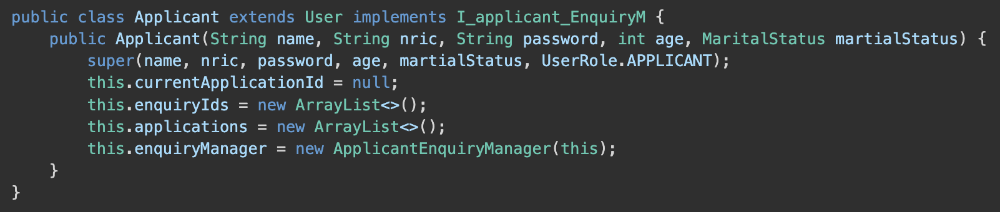 public class Applicant extends User implements I_applicant_EnquiryM {
    public Applicant(String name, String nric, String password, int age, MaritalStatus martialStatus) {
        super(name, nric, password, age, martialStatus, UserRole.APPLICANT);
        this.currentApplicationId = null;
        this.enquiryIds = new ArrayList<>();
        this.applications = new ArrayList<>();
        this.enquiryManager = new ApplicantEnquiryManager(this);
    }
}